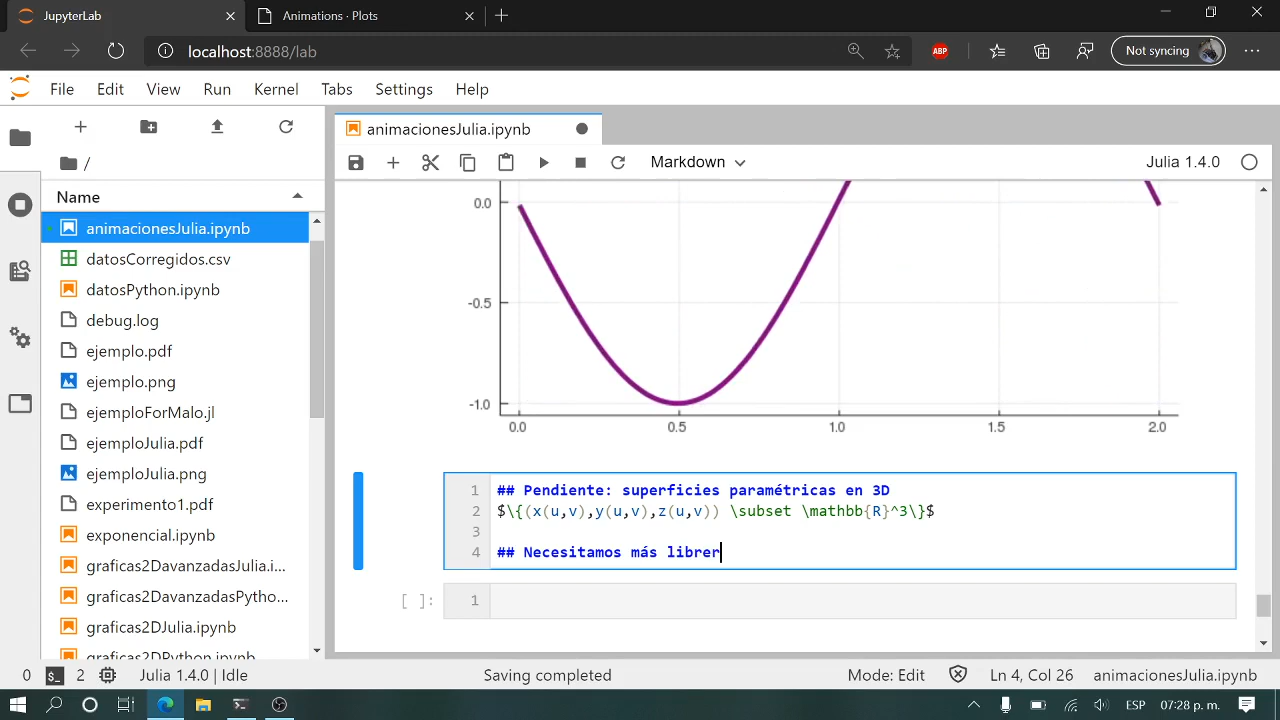 JupyterLab
Animations · Plots
localhost:8888/lab
ABP
Not syncing
File Edit View Run Kernel Tabs Settings Help
animacionesJulia.ipynb
/
Markdown
Julia 1.4.0
Name
animacionesJulia.ipynb
datosCorregidos.csv
datosPython.ipynb
debug.log
ejemplo.pdf
ejemplo.png
ejemploForMalo.jl
ejemploJulia.pdf
ejemploJulia.png
experimento1.pdf
exponencial.ipynb
graficas2DavanzadasJulia.i...
graficas2DavanzadasPytho...
graficas2DJulia.ipynb
graficas2DPython.ipynb
0.0
-0.5
-1.0
0.0 0.5 1.0 1.5 2.0
1 ## Pendiente: superficies paramétricas en 3D
2 $\{(x(u,v),y(u,v),z(u,v)) \subset \mathbb{R}^3\}$
3
4 ## Necesitamos más librer
[ ]: 1
0 $_ 2 Julia 1.4.0 | Idle
Saving completed
Mode: Edit
Ln 4, Col 26
animacionesJulia.ipynb
ESP
07:28 p. m.